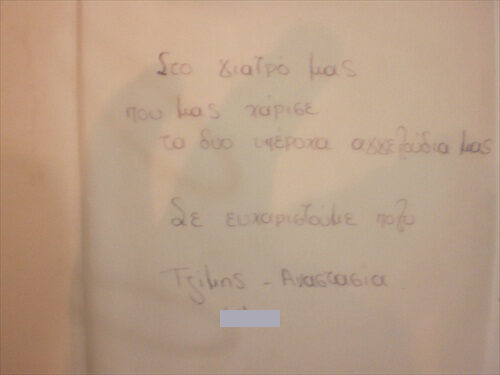 Στο γιατρό μας
που μας χάρισε
τα δυο υπέροχα αγγελούδια μας
Σε ευχαριστούμε πολύ
Τζίμης - Αναστασία